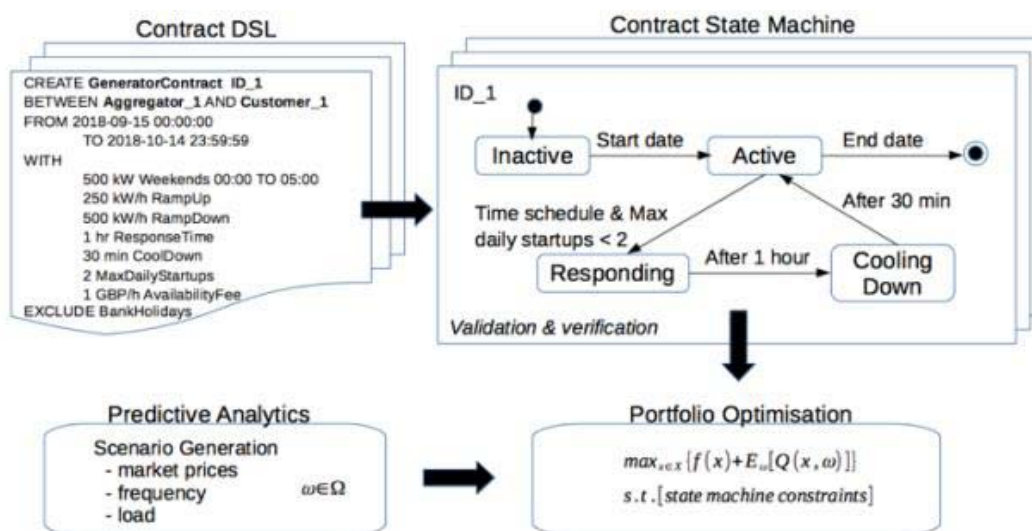 Contract DSL
CREATE GeneratorContract ID_1
BETWEEN Aggregator_1 AND Customer_1
FROM 2018-09-15 00:00:00
TO 2018-10-14 23:59:59
WITH
500 kW Weekends 00:00 TO 05:00
250 kW/h RampUp
500 kW/h RampDown
1 hr ResponseTime
30 min CoolDown
2 MaxDailyStartups
1 GBP/h AvailabilityFee
EXCLUDE BankHolidays
Contract State Machine
ID_1
Inactive
Start date
Active
End date
Time schedule & Max
daily startups < 2
After 30 min
Responding
After 1 hour
Cooling
Down
Validation & verification
Predictive Analytics
Scenario Generation
- market prices
- frequency
- load
ω∈Ω
Portfolio Optimisation
max_{x∈X}{f(x)+E_ω[Q(x,ω)]}
s.t.[state machine constraints]